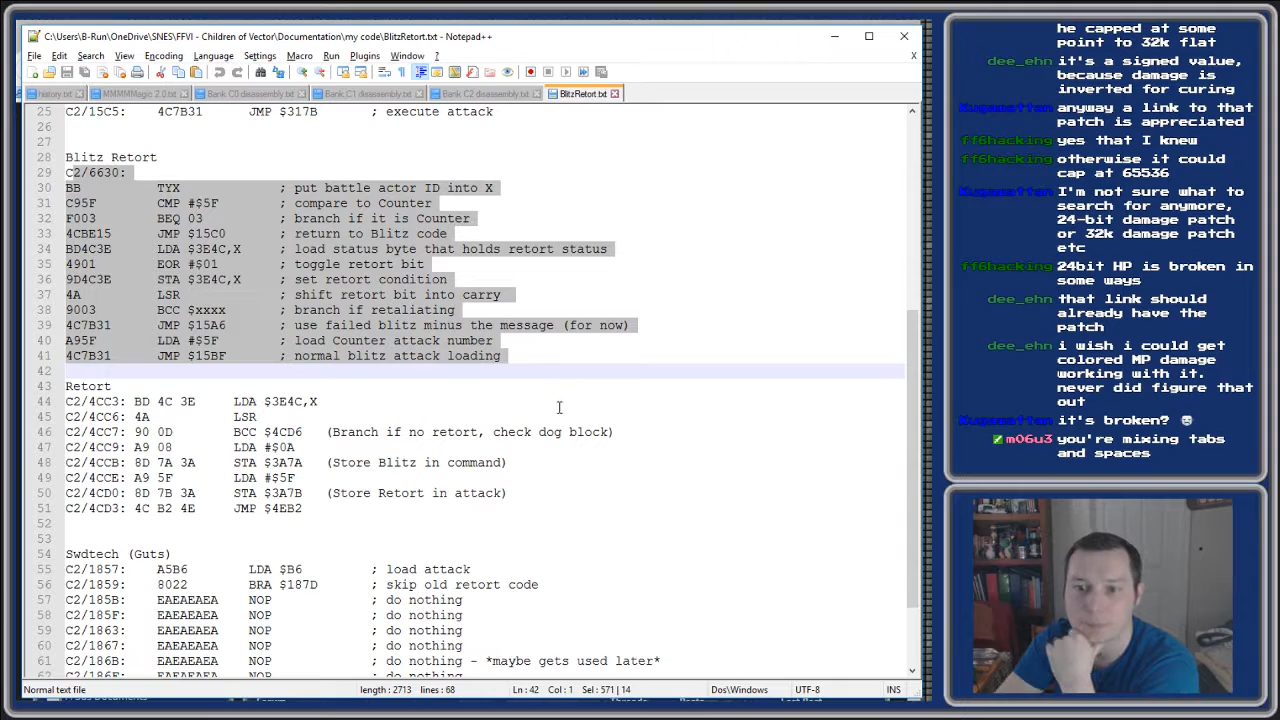 C:\Users\B-Run\OneDrive\SNES\FFVI - Children of Vector\Documentation\my code\BlitzRetort.txt - Notepad++
File Edit Search View Encoding Language Settings Macro Run Plugins Window ? X
history.txt MMMMMagic 2.0.txt Bank C0 disassembly.txt Bank C1 disassembly.txt Bank C2 disassembly.txt BlitzRetort.txt
25 C2/15C5: 4C7B31 JMP $317B ; execute attack
26
27
28 Blitz Retort
29 C2/6630:
30 BB TYX ; put battle actor ID into X
31 C95F CMP #$5F ; compare to Counter
32 F003 BEQ 03 ; branch if it is Counter
33 4CBE15 JMP $15C0 ; return to Blitz code
34 BD4C3E LDA $3E4C,X ; load status byte that holds retort status
35 4901 EOR #$01 ; toggle retort bit
36 9D4C3E STA $3E4C,X ; set retort condition
37 4A LSR ; shift retort bit into carry
38 9003 BCC $xxxx ; branch if retaliating
39 4C7B31 JMP $15A6 ; use failed blitz minus the message (for now)
40 A95F LDA #$5F ; load Counter attack number
41 4C7B31 JMP $15BF ; normal blitz attack loading
42
43 Retort
44 C2/4CC3: BD 4C 3E LDA $3E4C,X
45 C2/4CC6: 4A LSR
46 C2/4CC7: 90 0D BCC $4CD6 (Branch if no retort, check dog block)
47 C2/4CC9: A9 08 LDA #$0A
48 C2/4CCB: 8D 7A 3A STA $3A7A (Store Blitz in command)
49 C2/4CCE: A9 5F LDA #$5F
50 C2/4CD0: 8D 7B 3A STA $3A7B (Store Retort in attack)
51 C2/4CD3: 4C B2 4E JMP $4EB2
52
53
54 Swdtech (Guts)
55 C2/1857: A5B6 LDA $B6 ; load attack
56 C2/1859: 8022 BRA $187D ; skip old retort code
57 C2/185B: EAEAEAEA NOP ; do nothing
58 C2/185F: EAEAEAEA NOP ; do nothing
59 C2/1863: EAEAEAEA NOP ; do nothing
60 C2/1867: EAEAEAEA NOP ; do nothing
61 C2/186B: EAEAEAEA NOP ; do nothing - *maybe gets used later*
62 C2/186F: EAEAEAEA NOP ; do nothing
Normal text file length : 2713 lines : 68 Ln : 42 Col : 1 Sel : 571 | 14 Dos\Windows UTF-8 INS
he capped at some
point to 32k flat
dee_ehn it's a signed value,
because damage is
inverted for curing
Kugawattan anyway a link to that
patch is appreciated
ff6hacking yes that I knew
ff6hacking otherwise it could
cap at 65536
Kugawattan I'm not sure what to
search for anymore,
24-bit damage patch
or 32k damage patch
etc
ff6hacking 24bit HP is broken in
some ways
dee_ehn that link should
already have the
patch
dee_ehn i wish i could get
colored MP damage
working with it.
never did figure that
out
Kugawattan it's broken?
m06u3 you're mixing tabs
and spaces